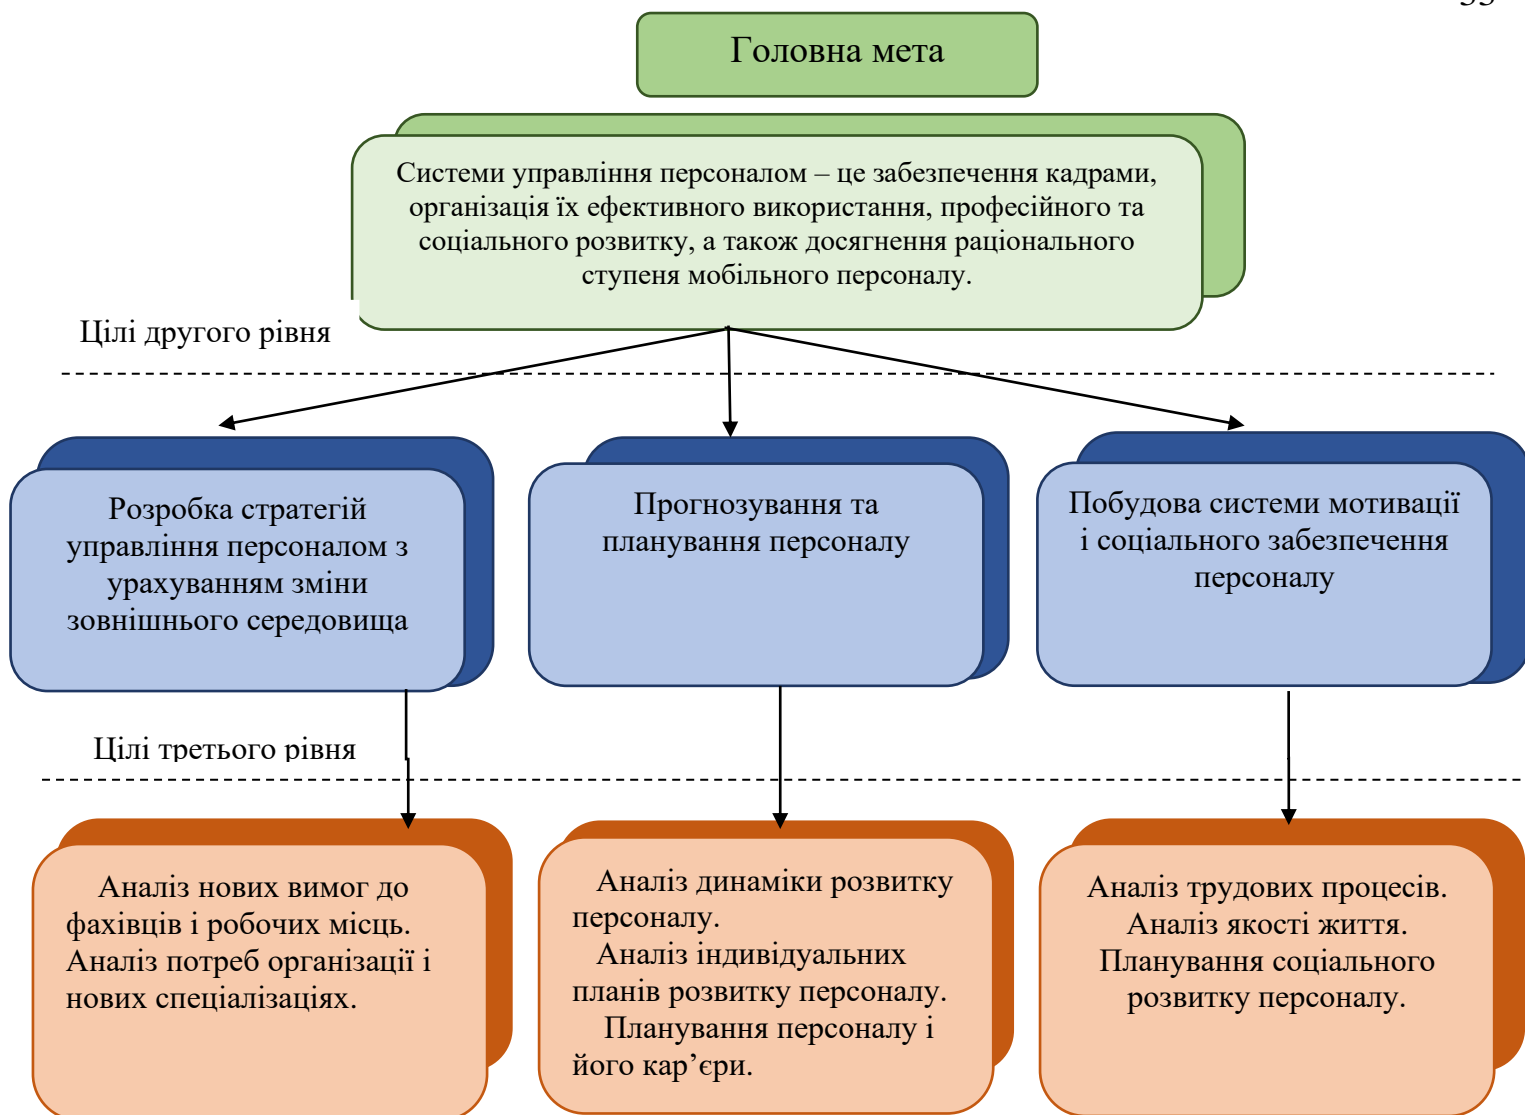 Головна мета
Системи управління персоналом – це забезпечення кадрами,
організація їх ефективного використання, професійного та
соціального розвитку, а також досягнення раціонального
ступеня мобільного персоналу.
Цілі другого рівня
Розробка стратегій
управління персоналом з
урахуванням зміни
зовнішнього середовища
Прогнозування та
планування персоналу
Побудова системи мотивації
і соціального забезпечення
персоналу
Цілі третього рівня
Аналіз нових вимог до
фахівців і робочих місць.
Аналіз потреб організації і
нових спеціалізаціях.
Аналіз динаміки розвитку
персоналу.
Аналіз індивідуальних
планів розвитку персоналу.
Планування персоналу і
його кар’єри.
Аналіз трудових процесів.
Аналіз якості життя.
Планування соціального
розвитку персоналу.